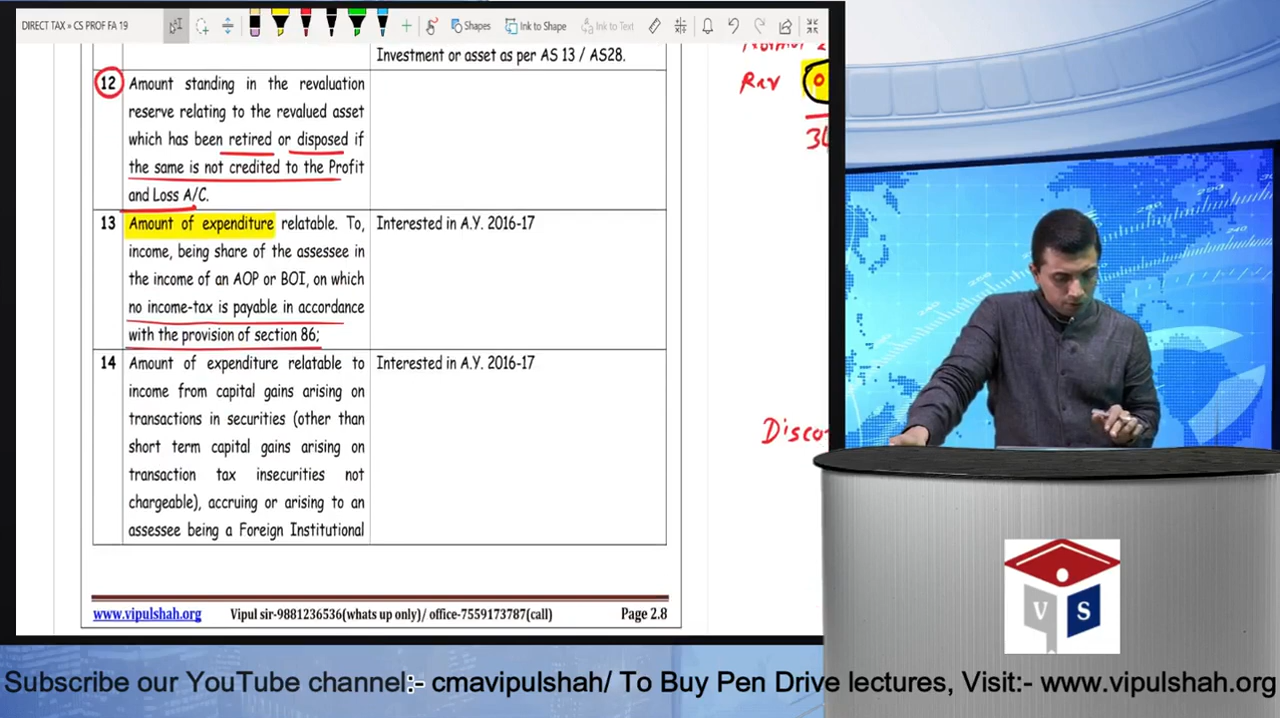 DIRECT TAX » CS PROF FA 19
Shapes
Ink to Shape
Ink to Text
Investment or asset as per AS 13 / AS28.
12 Amount standing in the revaluation
reserve relating to the revalued asset
which has been retired or disposed if
the same is not credited to the Profit
and Loss A/C.
13 Amount of expenditure relatable. To, Interested in A.Y. 2016-17
income, being share of the assessee in
the income of an AOP or BOI, on which
no income-tax is payable in accordance
with the provision of section 86;
14 Amount of expenditure relatable to Interested in A.Y. 2016-17
income from capital gains arising on
transactions in securities (other than
short term capital gains arising on
transaction tax insecurities not
chargeable), accruing or arising to an
assessee being a Foreign Institutional
www.vipulshah.org Vipul sir-9881236536(whats up only)/ office-7559173787(call) Page 2.8
Rev 0
34
Disco
V S
Subscribe our YouTube channel:- cmavipulshah/ To Buy Pen Drive lectures, Visit:- www.vipulshah.org